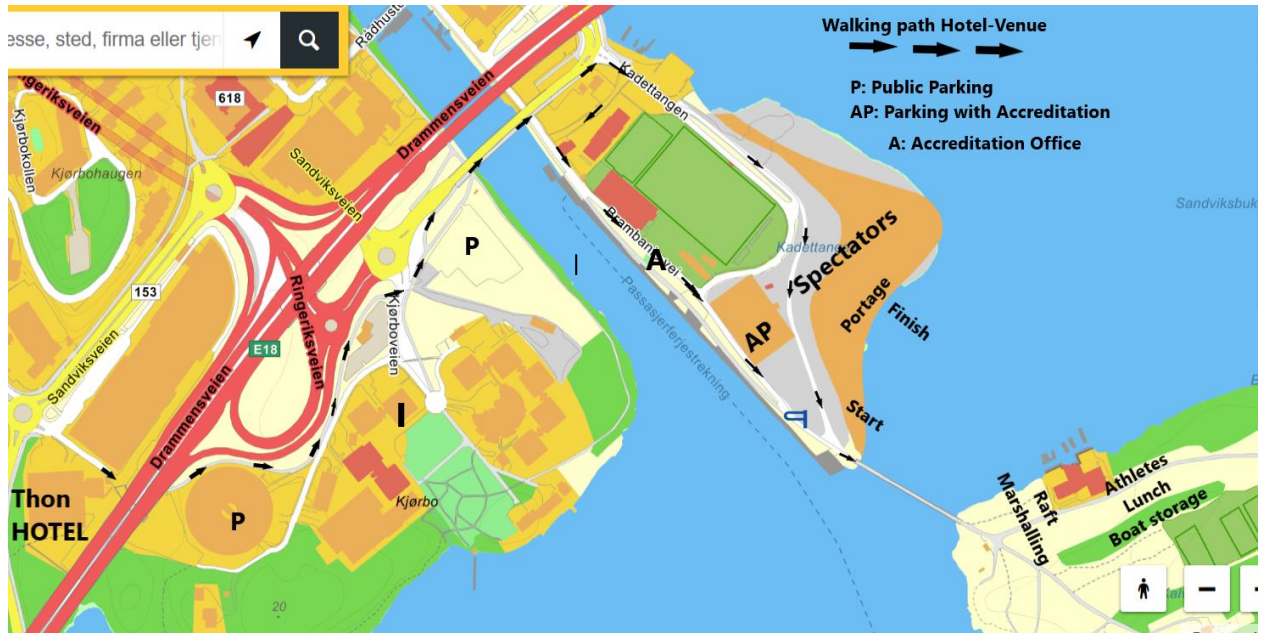 esse, sted, firma eller tjen
Walking path Hotel-Venue
P: Public Parking
AP: Parking with Accreditation
A: Accreditation Office
Rådhusto
Kadettangen
Ringeriksveien
618
Drammensveien
Kjørbokollen
Kjørbohaugen
Sandviksveien
Sandviksbuk
P
I
A
Brambanivei
Kadettangen
Spectators
153
Ringeriksveien
Kjørboveien
Passasjerferjestrekning
Portage
Finish
AP
E18
Sandviksveien
Drammensveien
I
Start
Thon
HOTEL
P
Kjørbo
Marshalling
Raft
Athletes
Lunch
Boat storage
20